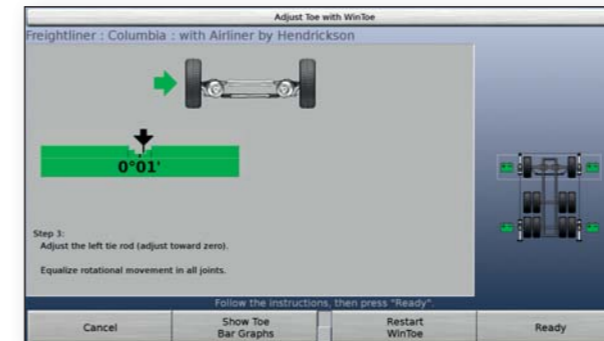 Adjust Toe with WinToe
Freightliner : Columbia : with Airliner by Hendrickson
0°01'
Step 3:
Adjust the left tie rod (adjust toward zero).
Equalize rotational movement in all joints.
Follow the instructions, then press "Ready".
Cancel
Show Toe
Bar Graphs
Restart
WinToe
Ready